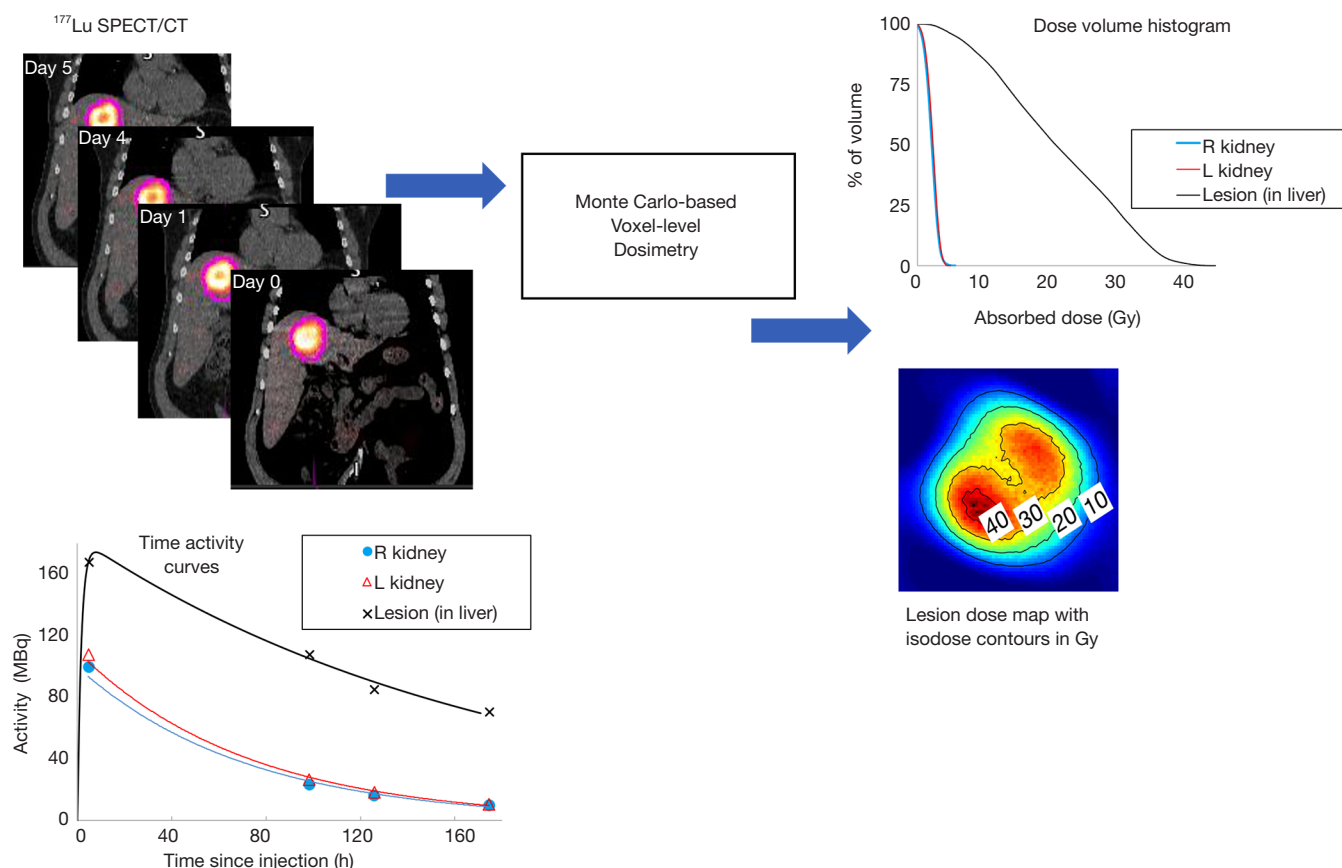 ¹⁷⁷Lu SPECT/CT
Day 5
Day 4
Day 1
Day 0
S
S
S
S
Monte Carlo-based
Voxel-level
Dosimetry
Dose volume histogram
% of volume
100
75
50
25
0
0
10
20
30
40
Absorbed dose (Gy)
R kidney
L kidney
Lesion (in liver)
40
30
20
10
Lesion dose map with
isodose contours in Gy
Time activity
curves
R kidney
L kidney
Lesion (in liver)
Activity (MBq)
160
120
80
40
0
0
40
80
120
160
Time since injection (h)